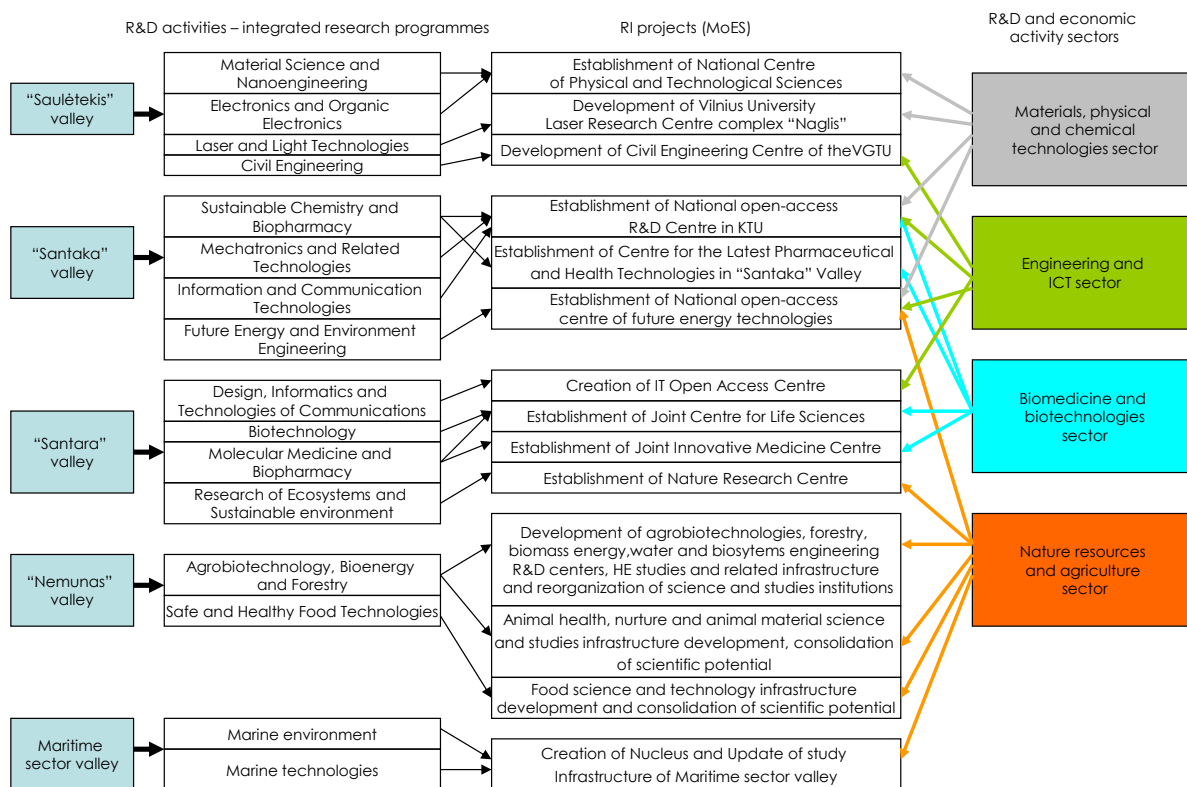 R&D activities – integrated research programmes
RI projects (MoES)
R&D and economic
activity sectors
"Saulėtekis"
valley
Material Science and
Nanoengineering
Electronics and Organic
Electronics
Laser and Light Technologies
Civil Engineering
Establishment of National Centre
of Physical and Technological Sciences
Development of Vilnius University
Laser Research Centre complex "Naglis"
Development of Civil Engineering Centre of theVGTU
Materials, physical
and chemical
technologies sector
"Santaka"
valley
Sustainable Chemistry and
Biopharmacy
Mechatronics and Related
Technologies
Information and Communication
Technologies
Future Energy and Environment
Engineering
Establishment of National open-access
R&D Centre in KTU
Establishment of Centre for the Latest Pharmaceutical
and Health Technologies in "Santaka" Valley
Establishment of National open-access
centre of future energy technologies
Engineering and
ICT sector
"Santara"
valley
Design, Informatics and
Technologies of Communications
Biotechnology
Molecular Medicine and
Biopharmacy
Research of Ecosystems and
Sustainable environment
Creation of IT Open Access Centre
Establishment of Joint Centre for Life Sciences
Establishment of Joint Innovative Medicine Centre
Establishment of Nature Research Centre
Biomedicine and
biotechnologies
sector
"Nemunas"
valley
Agrobiotechnology, Bioenergy
and Forestry
Safe and Healthy Food Technologies
Development of agrobiotechnologies, forestry,
biomass energy,water and biosytems engineering
R&D centers, HE studies and related infrastructure
and reorganization of science and studies institutions
Animal health, nurture and animal material science
and studies infrastructure development, consolidation
of scientific potential
Food science and technology infrastructure
development and consolidation of scientific potential
Nature resources
and agriculture
sector
Maritime
sector valley
Marine environment
Marine technologies
Creation of Nucleus and Update of study
Infrastructure of Maritime sector valley